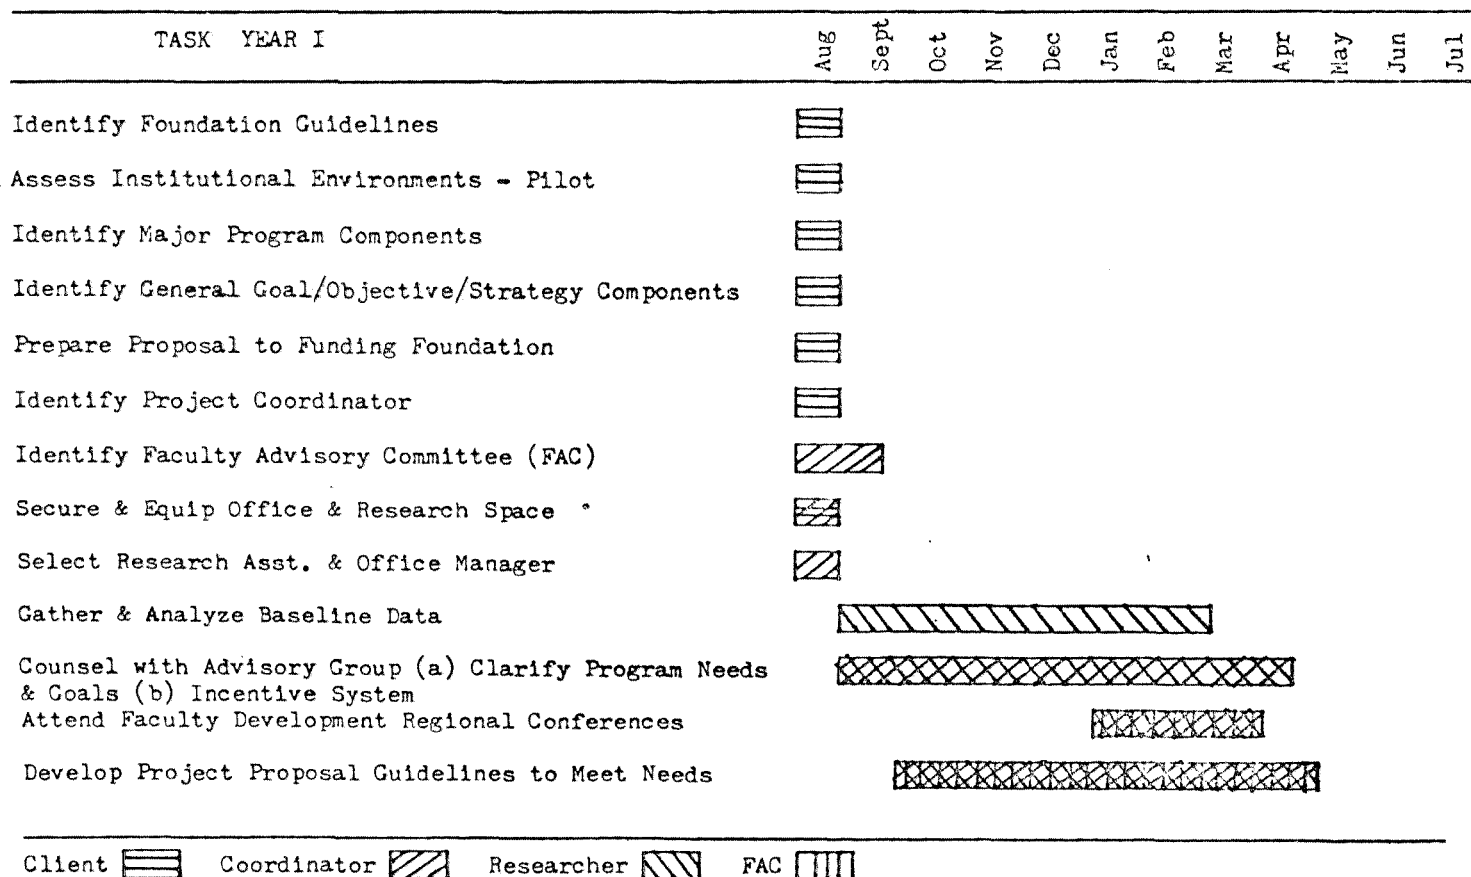 TASK YEAR I Aug Sept Oct Nov Dec Jan Feb Mar Apr May Jun Jul
Identify Foundation Guidelines
Assess Institutional Environments - Pilot
Identify Major Program Components
Identify General Goal/Objective/Strategy Components
Prepare Proposal to Funding Foundation
Identify Project Coordinator
Identify Faculty Advisory Committee (FAC)
Secure & Equip Office & Research Space
Select Research Asst. & Office Manager
Gather & Analyze Baseline Data
Counsel with Advisory Group (a) Clarify Program Needs
& Goals (b) Incentive System
Attend Faculty Development Regional Conferences
Develop Project Proposal Guidelines to Meet Needs
Client Coordinator Researcher FAC